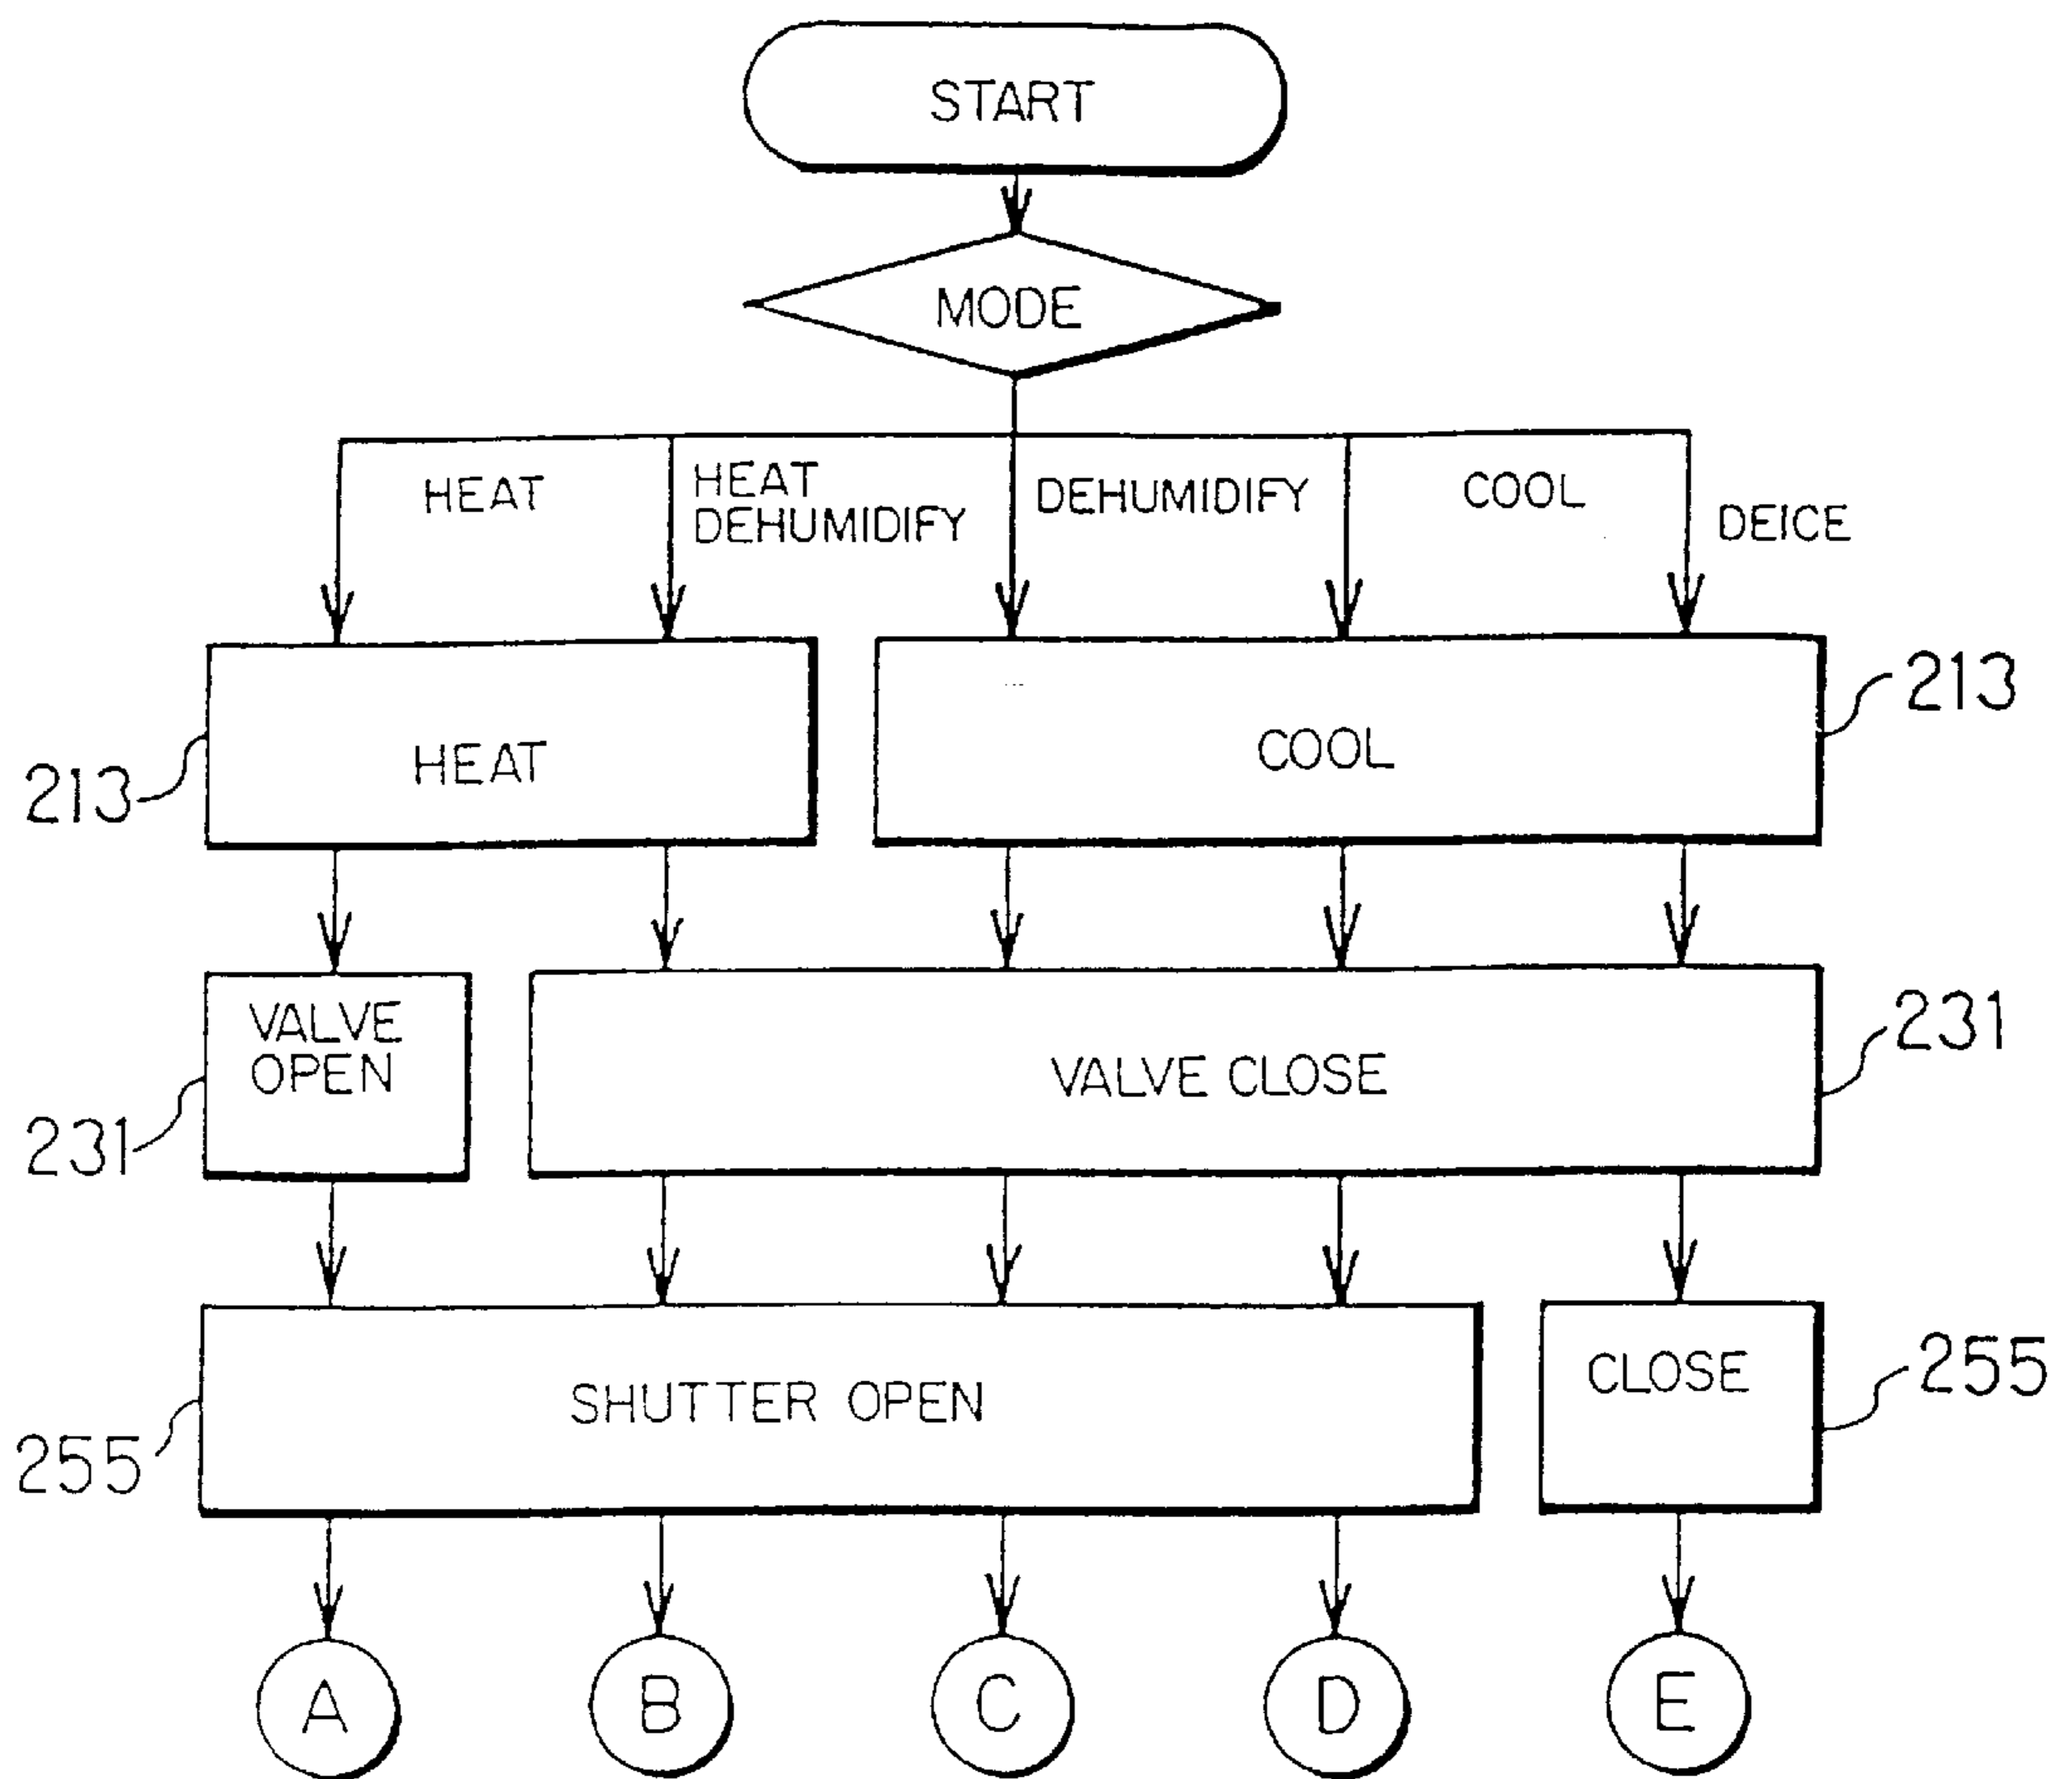 START
MODE
HEAT
HEAT
DEHUMIDIFY
DEHUMIDIFY
COOL
DEICE
213
HEAT
COOL
213
VALVE
OPEN
231
VALVE CLOSE
231
SHUTTER OPEN
255
CLOSE
255
A
B
C
D
E